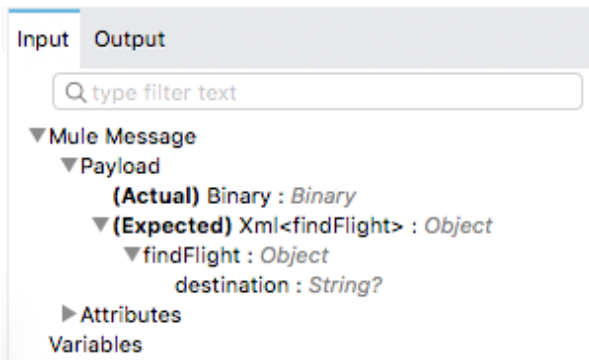 Input Output
type filter text
Mule Message
Payload
(Actual) Binary : Binary
(Expected) Xml<findFlight> : Object
findFlight : Object
destination : String?
Attributes
Variables